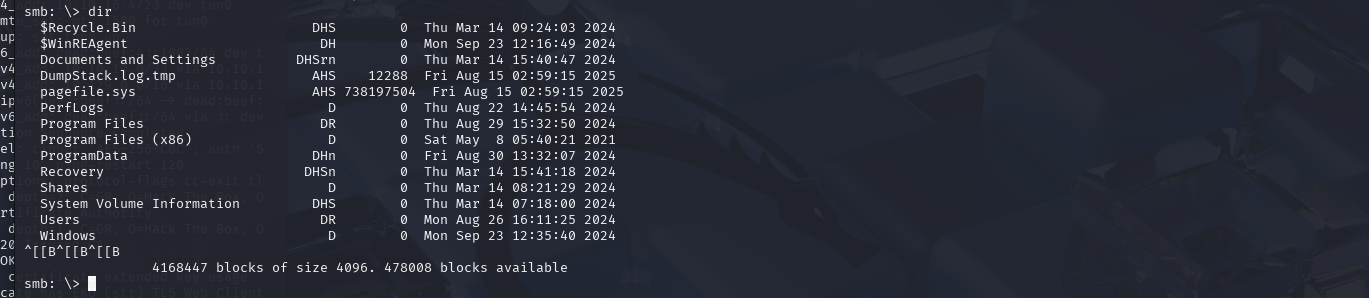 smb: \> dir
  $Recycle.Bin                      DHS        0  Thu Mar 14 09:24:03 2024
  $WinREAgent                        DH        0  Mon Sep 23 12:16:49 2024
  Documents and Settings          DHSrn        0  Thu Mar 14 15:40:47 2024
  DumpStack.log.tmp                 AHS    12288  Fri Aug 15 02:59:15 2025
  pagefile.sys                      AHS 738197504  Fri Aug 15 02:59:15 2025
  PerfLogs                            D        0  Thu Aug 22 14:45:54 2024
  Program Files                      DR        0  Thu Aug 29 15:32:50 2024
  Program Files (x86)                 D        0  Sat May  8 05:40:21 2021
  ProgramData                       DHn        0  Fri Aug 30 13:32:07 2024
  Recovery                         DHSn        0  Thu Mar 14 15:41:18 2024
  Shares                              D        0  Thu Mar 14 08:21:29 2024
  System Volume Information         DHS        0  Thu Mar 14 07:18:00 2024
  Users                              DR        0  Mon Aug 26 16:11:25 2024
  Windows                             D        0  Mon Sep 23 12:35:40 2024
^[[B^[[B^[[B
                4168447 blocks of size 4096. 478008 blocks available
smb: \>